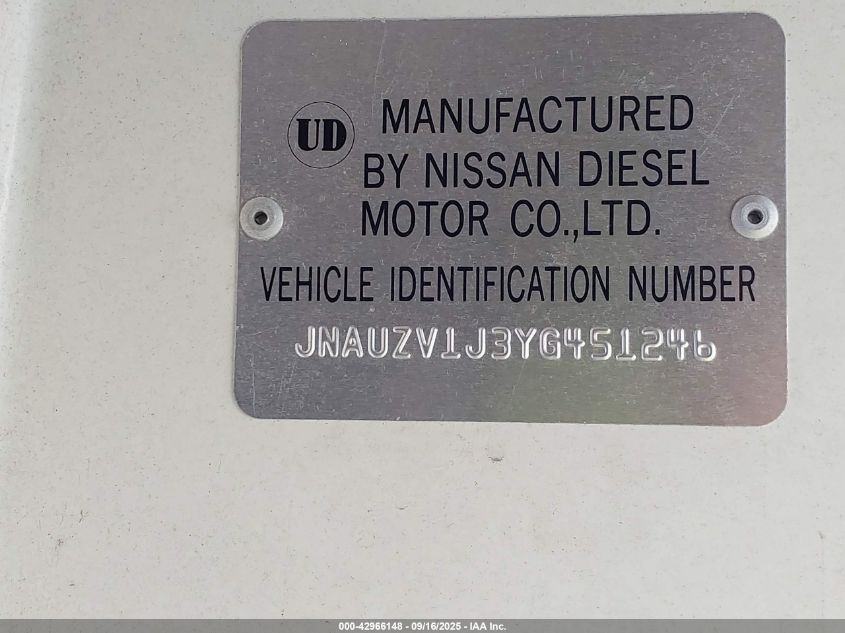 UD
MANUFACTURED
BY NISSAN DIESEL
MOTOR CO.,LTD.
VEHICLE IDENTIFICATION NUMBER
JNAUZV1J3YG451246
000-42966148 - 09/16/2025 - IAA Inc.